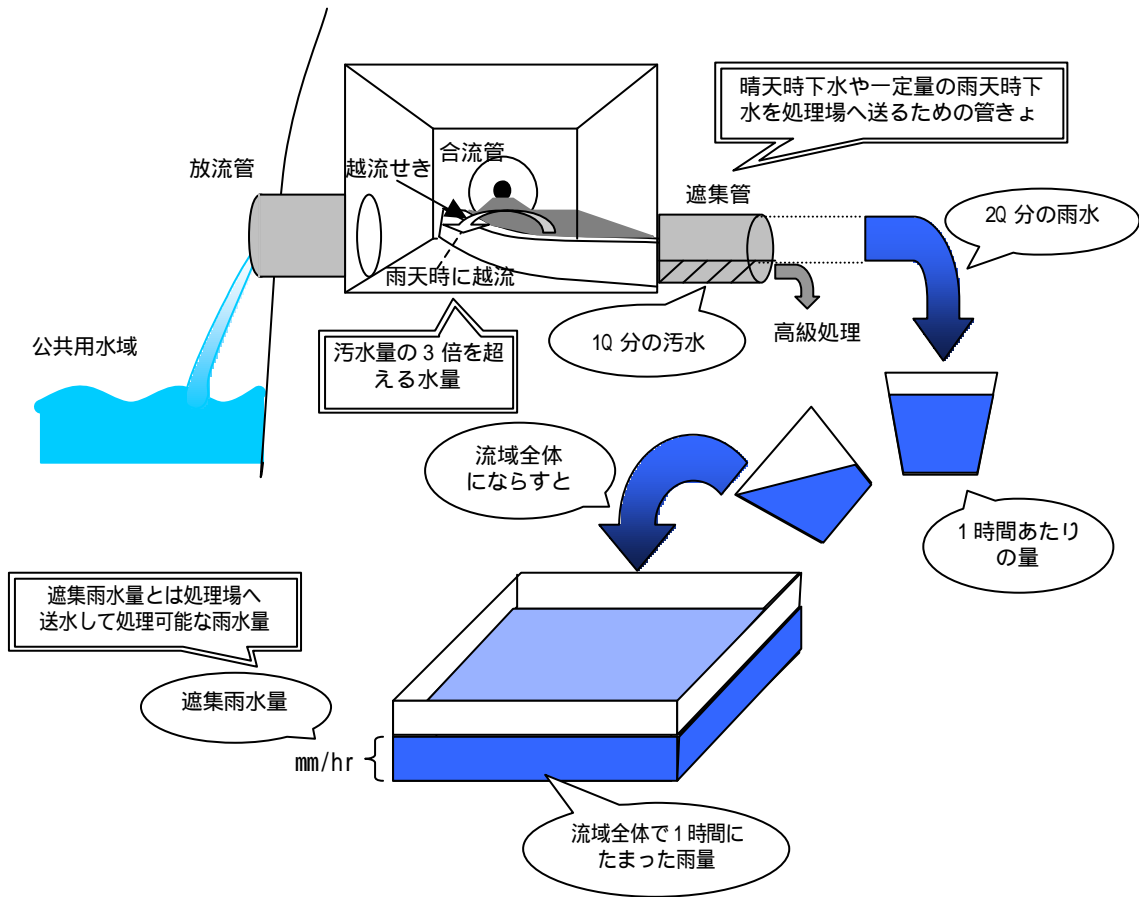 晴天時下水や一定量の雨天時下
水を処理場へ送るための管きょ
合流管
放流管
越流せき
遮集管
2Q 分の雨水
雨天時に越流
高級処理
1Q 分の汚水
公共用水域
汚水量の 3 倍を超
える水量
流域全体
にならすと
1 時間あたり
の量
遮集雨水量とは処理場へ
送水して処理可能な雨水量
遮集雨水量
mm/hr
流域全体で 1 時間に
たまった雨量